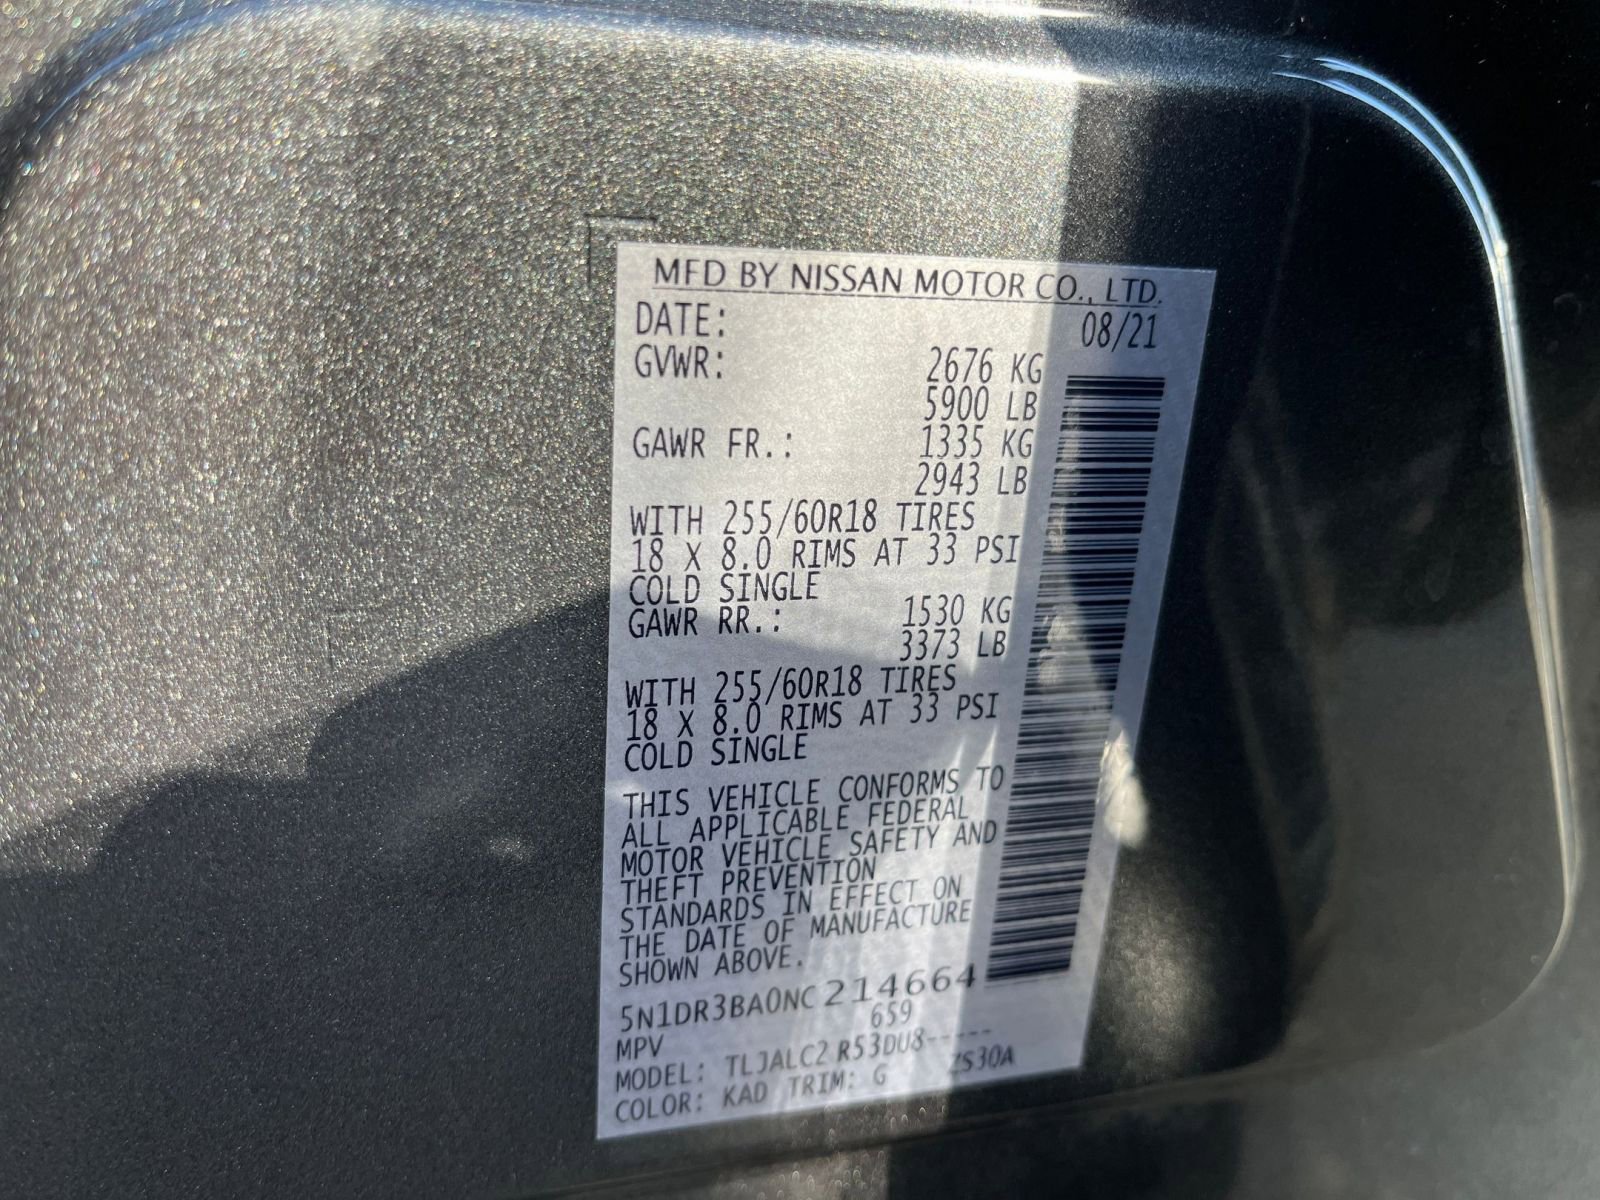 MFD BY NISSAN MOTOR CO., LTD.
DATE: 08/21
GVWR: 2676 KG
5900 LB
GAWR FR.: 1335 KG
2943 LB
WITH 255/60R18 TIRES
18 X 8.0 RIMS AT 33 PSI
COLD SINGLE
GAWR RR.: 1530 KG
3373 LB
WITH 255/60R18 TIRES
18 X 8.0 RIMS AT 33 PSI
COLD SINGLE
THIS VEHICLE CONFORMS TO
ALL APPLICABLE FEDERAL
MOTOR VEHICLE SAFETY AND
THEFT PREVENTION
STANDARDS IN EFFECT ON
THE DATE OF MANUFACTURE
SHOWN ABOVE.
5N1DR3BA0NC214664
MPV 659
MODEL: TLJALC2 R53DU8-----
COLOR: KAD TRIM: G ZS30A